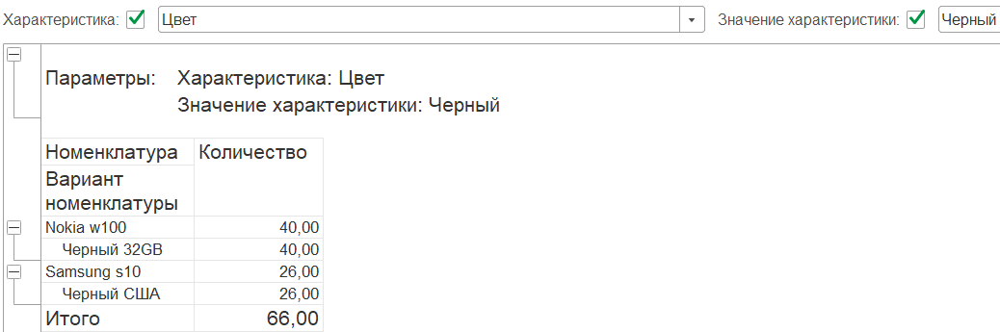 Характеристика: Цвет Значение характеристики: Черный
Параметры: Характеристика: Цвет
Значение характеристики: Черный
Номенклатура Количество
Вариант
номенклатуры
Nokia w100 40,00
Черный 32GB 40,00
Samsung s10 26,00
Черный США 26,00
Итого 66,00